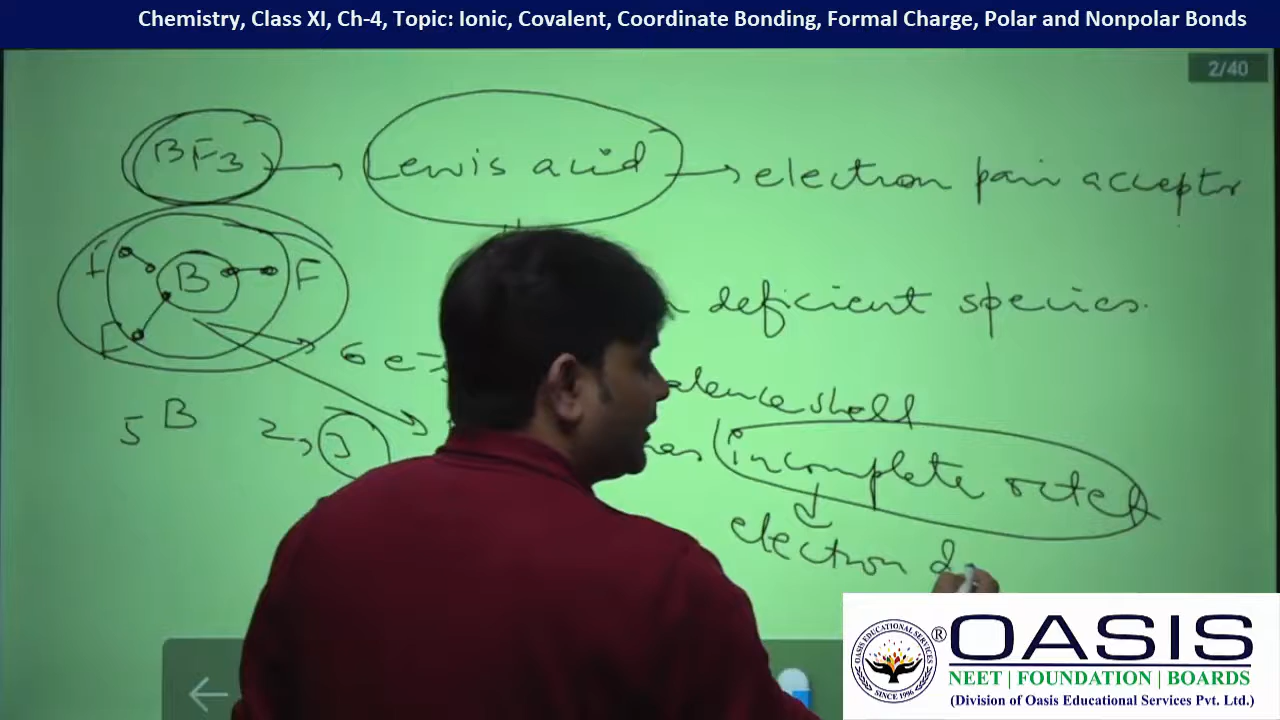 Chemistry, Class XI, Ch-4, Topic: Ionic, Covalent, Coordinate Bonding, Formal Charge, Polar and Nonpolar Bonds
2/40
BF3 → Lewis acid → electron pair acceptor
F B F
F
deficient species.
6 e-
valence shell
5 B 2, 3
has incomplete octet
electron d
OASIS EDUCATIONAL SERVICES
SINCE 1996
® OASIS
NEET | FOUNDATION | BOARDS
(Division of Oasis Educational Services Pvt. Ltd.)